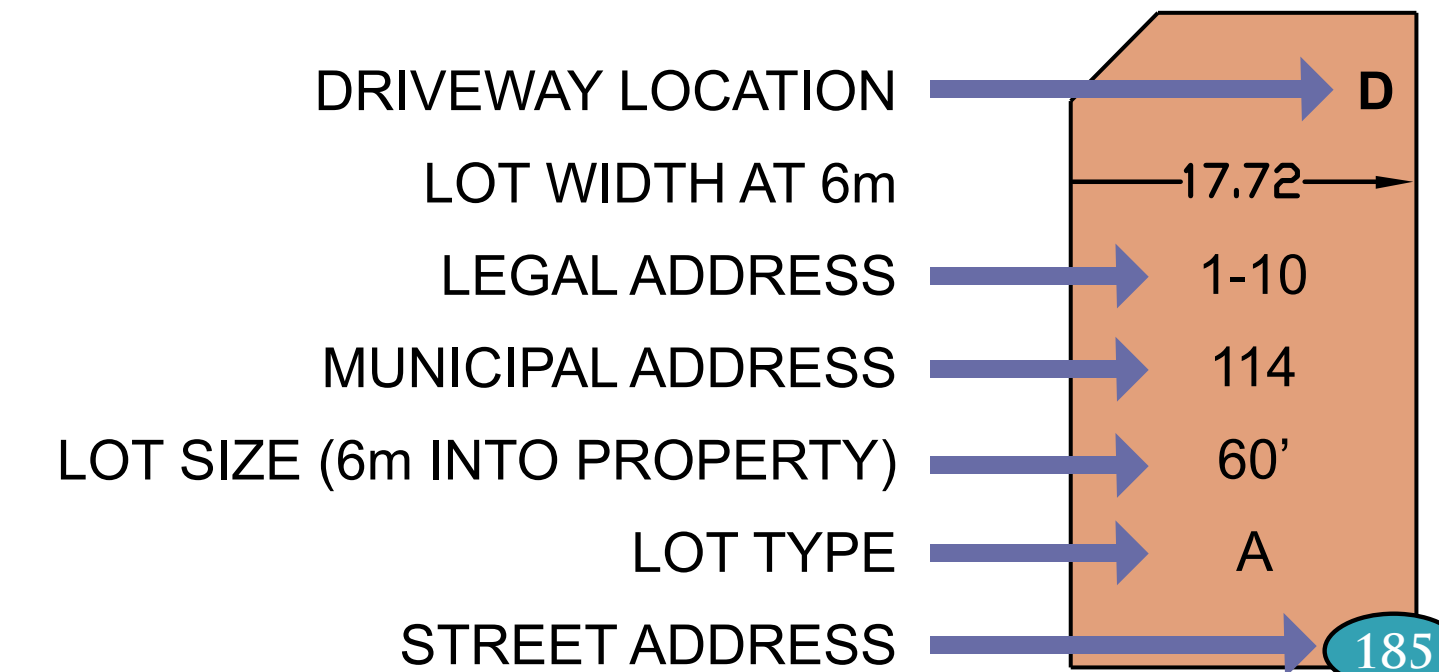 DRIVEWAY LOCATION D
LOT WIDTH AT 6m 17.72
LEGAL ADDRESS 1-10
MUNICIPAL ADDRESS 114
LOT SIZE (6m INTO PROPERTY) 60’
LOT TYPE A
STREET ADDRESS 185